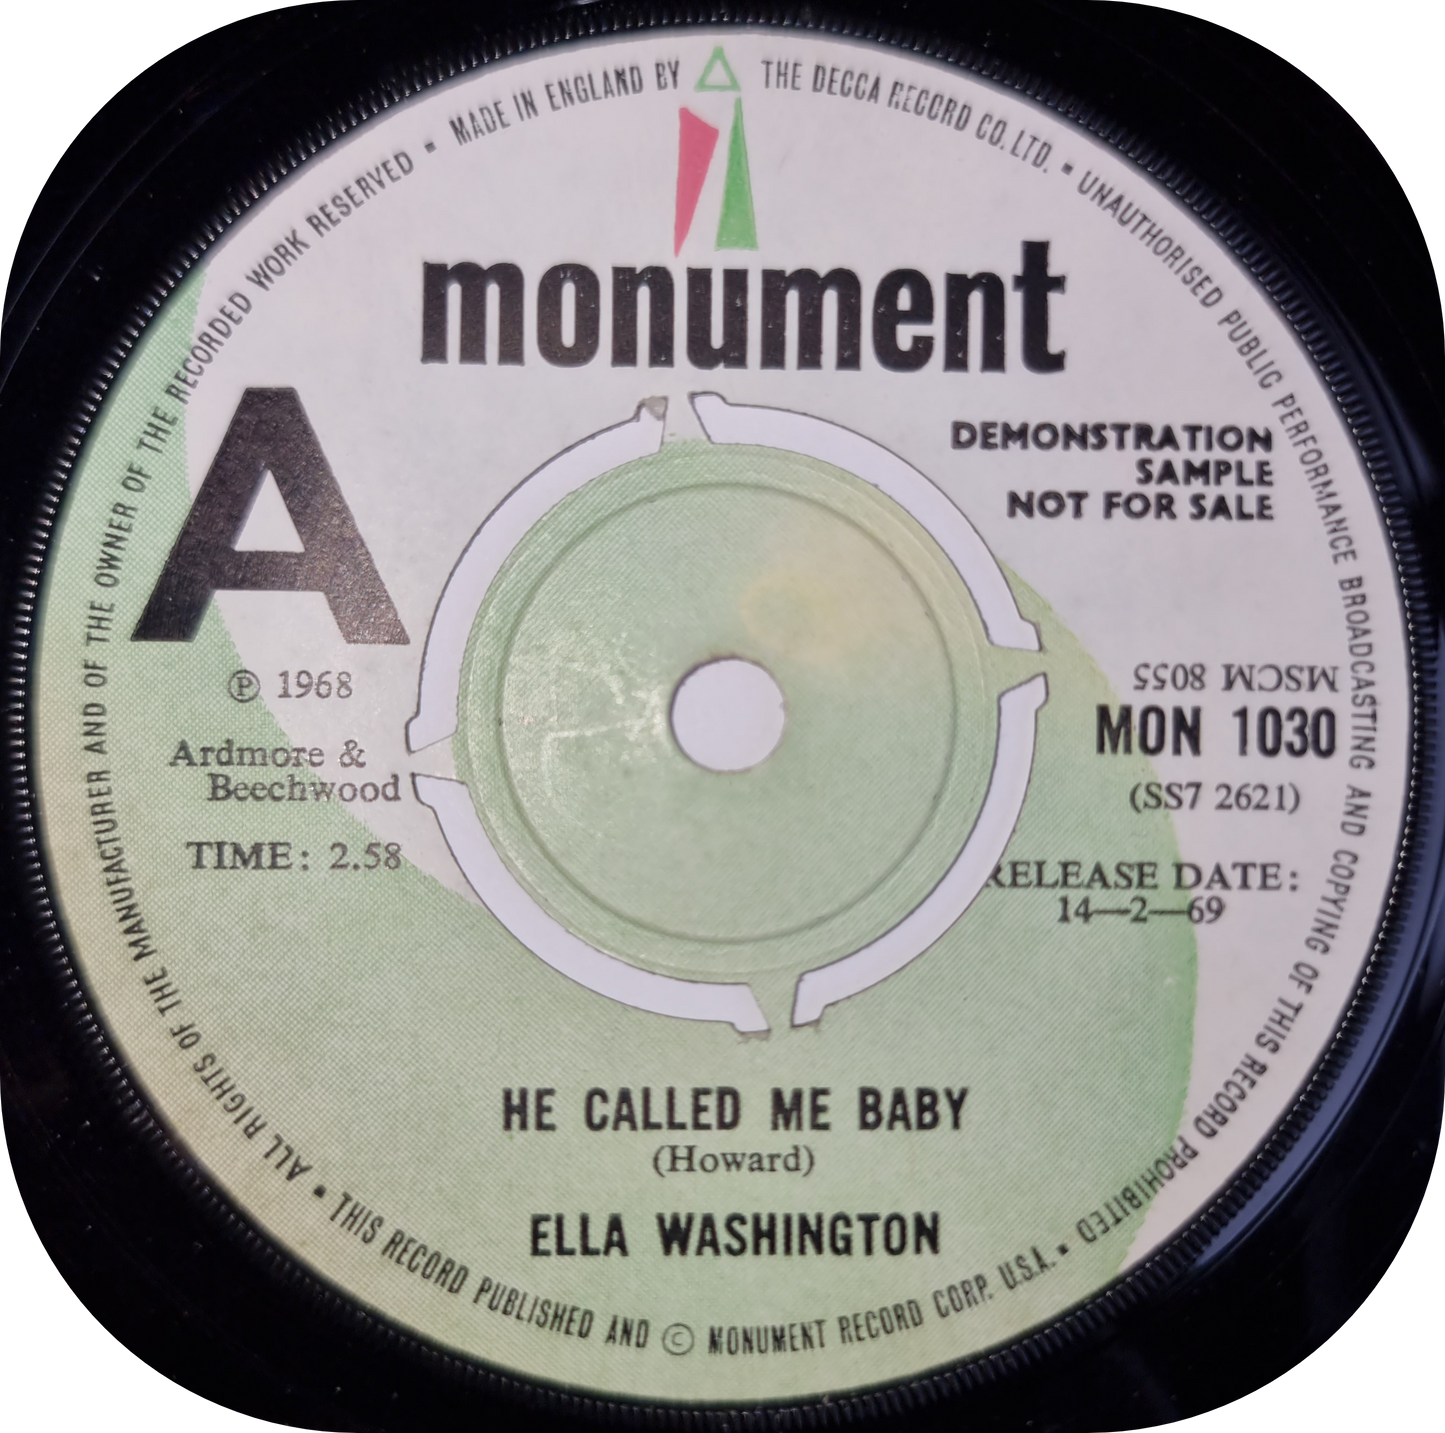 MADE IN ENGLAND BY THE DECCA RECORD CO. LTD. ▪ UNAUTHORISED PUBLIC PERFORMANCE BROADCASTING AND COPYING OF THIS RECORD PROHIBITED ▪
ALL RIGHTS OF THE MANUFACTURER AND OF THE OWNER OF THE RECORDED WORK RESERVED ▪
monument
A
DEMONSTRATION
SAMPLE
NOT FOR SALE
℗ 1968
Ardmore &
Beechwood
TIME: 2.58
MSCM 8055
MON 1030
(SS7 2621)
RELEASE DATE:
14—2—69
HE CALLED ME BABY
(Howard)
ELLA WASHINGTON
▪ THIS RECORD PUBLISHED AND © MONUMENT RECORD CORP. U.S.A.